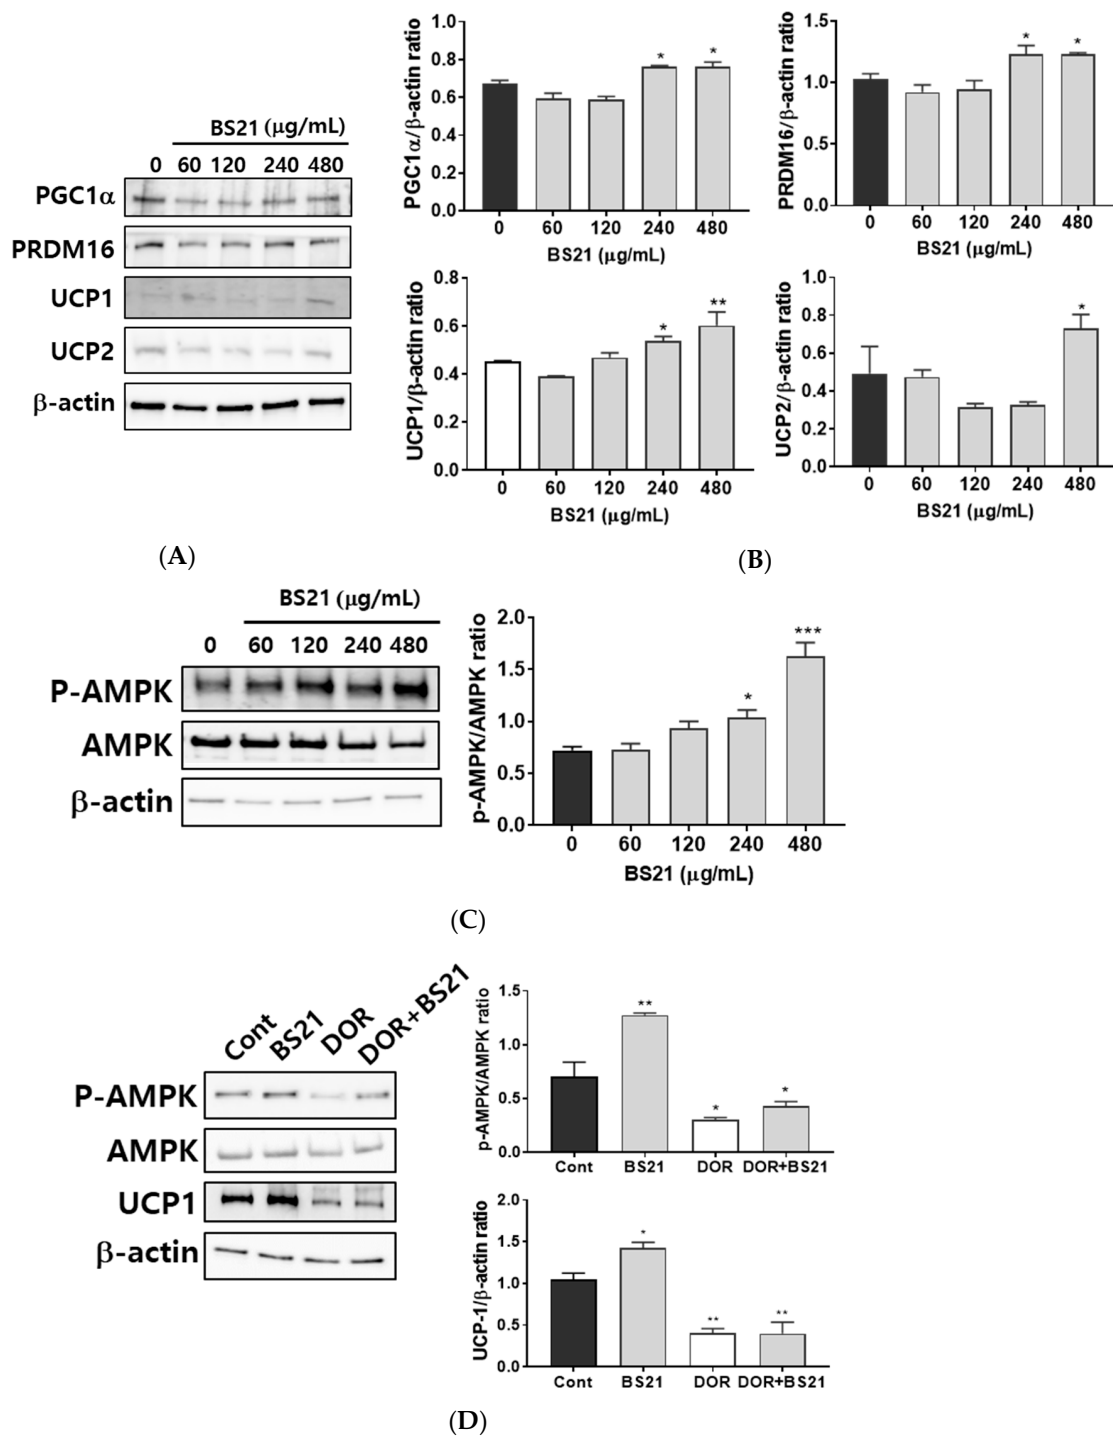 BS21 (μg/mL)
0 60 120 240 480
PGC1α
PRDM16
UCP1
UCP2
β-actin
(A)
PGC1α/β-actin ratio
1.0
0.8
0.6
0.4
0.2
0.0
* *
0 60 120 240 480
BS21 (μg/mL)
PRDM16/β-actin ratio
1.5
1.0
0.5
0.0
* *
0 60 120 240 480
BS21 (μg/mL)
UCP1/β-actin ratio
0.8
0.6
0.4
0.2
0.0
* **
0 60 120 240 480
BS21 (μg/mL)
UCP2/β-actin ratio
1.0
0.8
0.6
0.4
0.2
0.0
*
0 60 120 240 480
BS21 (μg/mL)
(B)
BS21 (μg/mL)
0 60 120 240 480
P-AMPK
AMPK
β-actin
p-AMPK/AMPK ratio
2.0
1.5
1.0
0.5
0.0
* ***
0 60 120 240 480
BS21 (μg/mL)
(C)
Cont BS21 DOR DOR+BS21
P-AMPK
AMPK
UCP1
β-actin
p-AMPK/AMPK ratio
1.5
1.0
0.5
0.0
** * *
Cont BS21 DOR DOR+BS21
UCP-1/β-actin ratio
2.0
1.5
1.0
0.5
0.0
* ** **
Cont BS21 DOR DOR+BS21
(D)